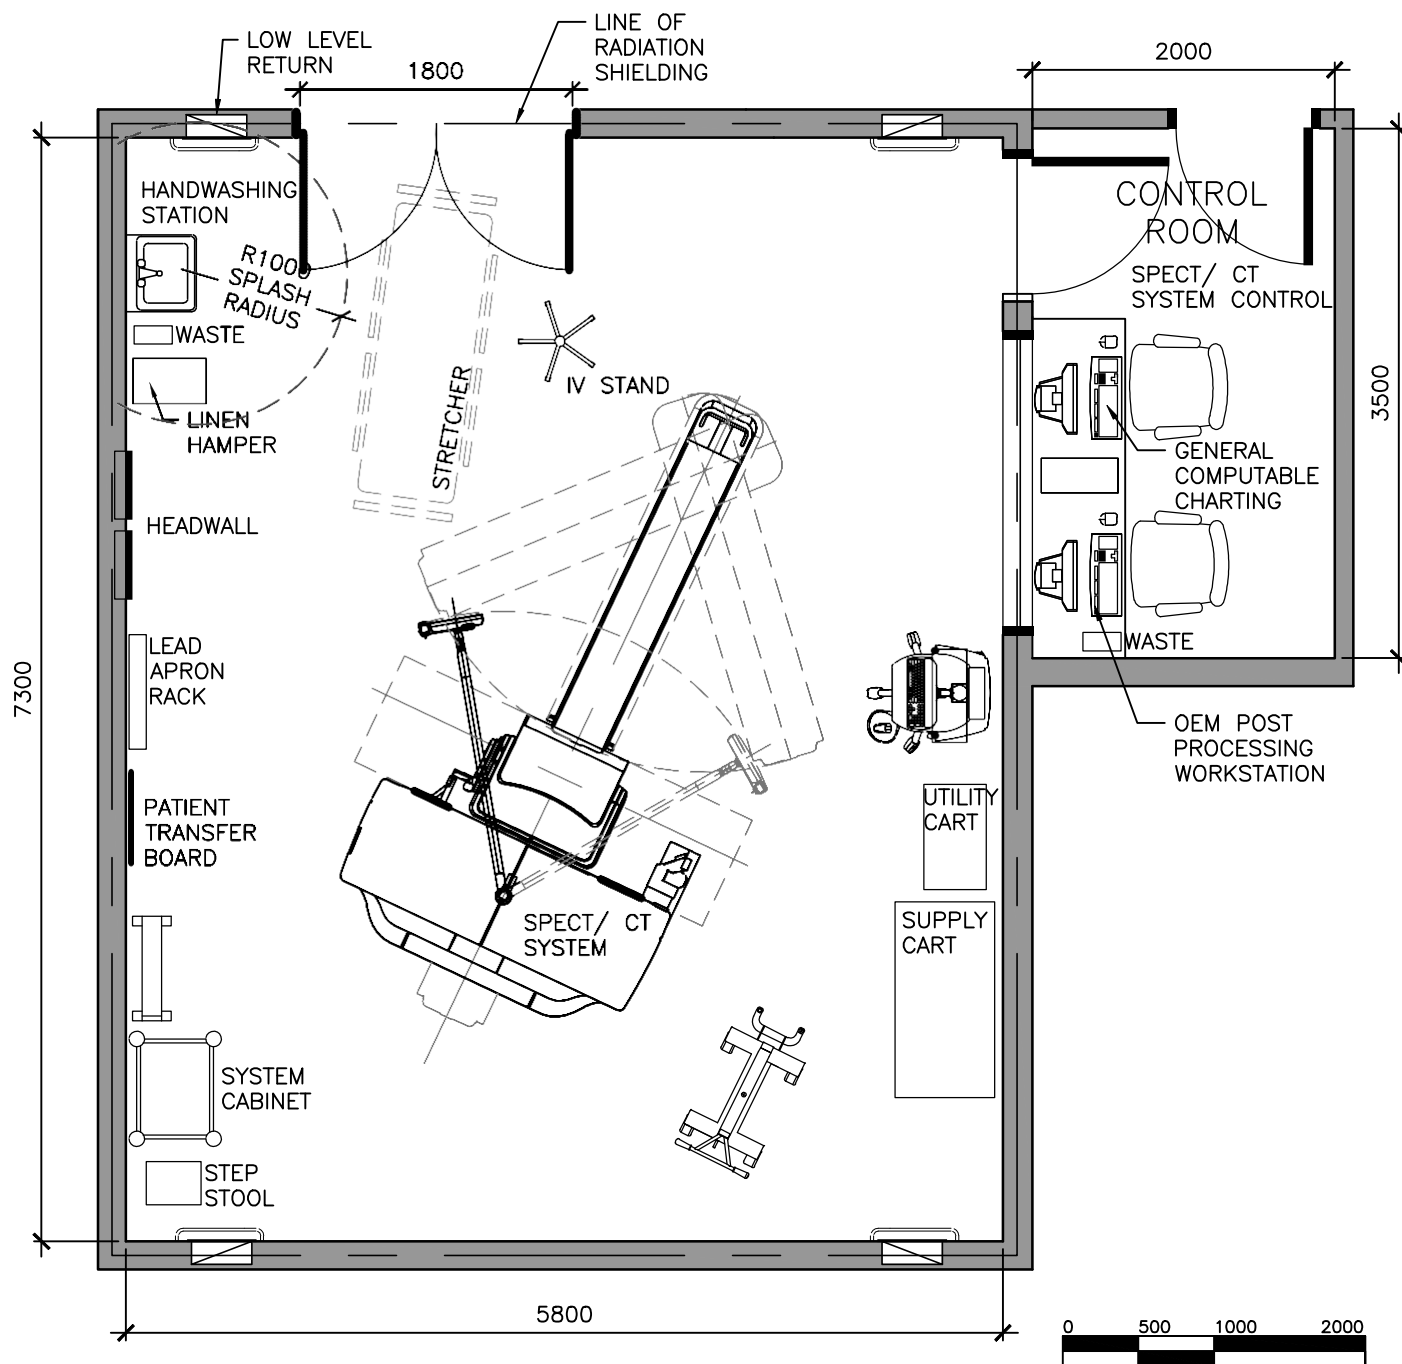 LOW LEVEL
RETURN
LINE OF
RADIATION
SHIELDING
1800
2000
HANDWASHING
STATION
R100
SPLASH
RADIUS
WASTE
LINEN
HAMPER
STRETCHER
IV STAND
CONTROL
ROOM
SPECT/ CT
SYSTEM CONTROL
3500
GENERAL
COMPUTABLE
CHARTING
HEADWALL
WASTE
OEM POST
PROCESSING
WORKSTATION
7300
LEAD
APRON
RACK
PATIENT
TRANSFER
BOARD
UTILITY
CART
SUPPLY
CART
SPECT/ CT
SYSTEM
SYSTEM
CABINET
STEP
STOOL
5800
0 500 1000 2000